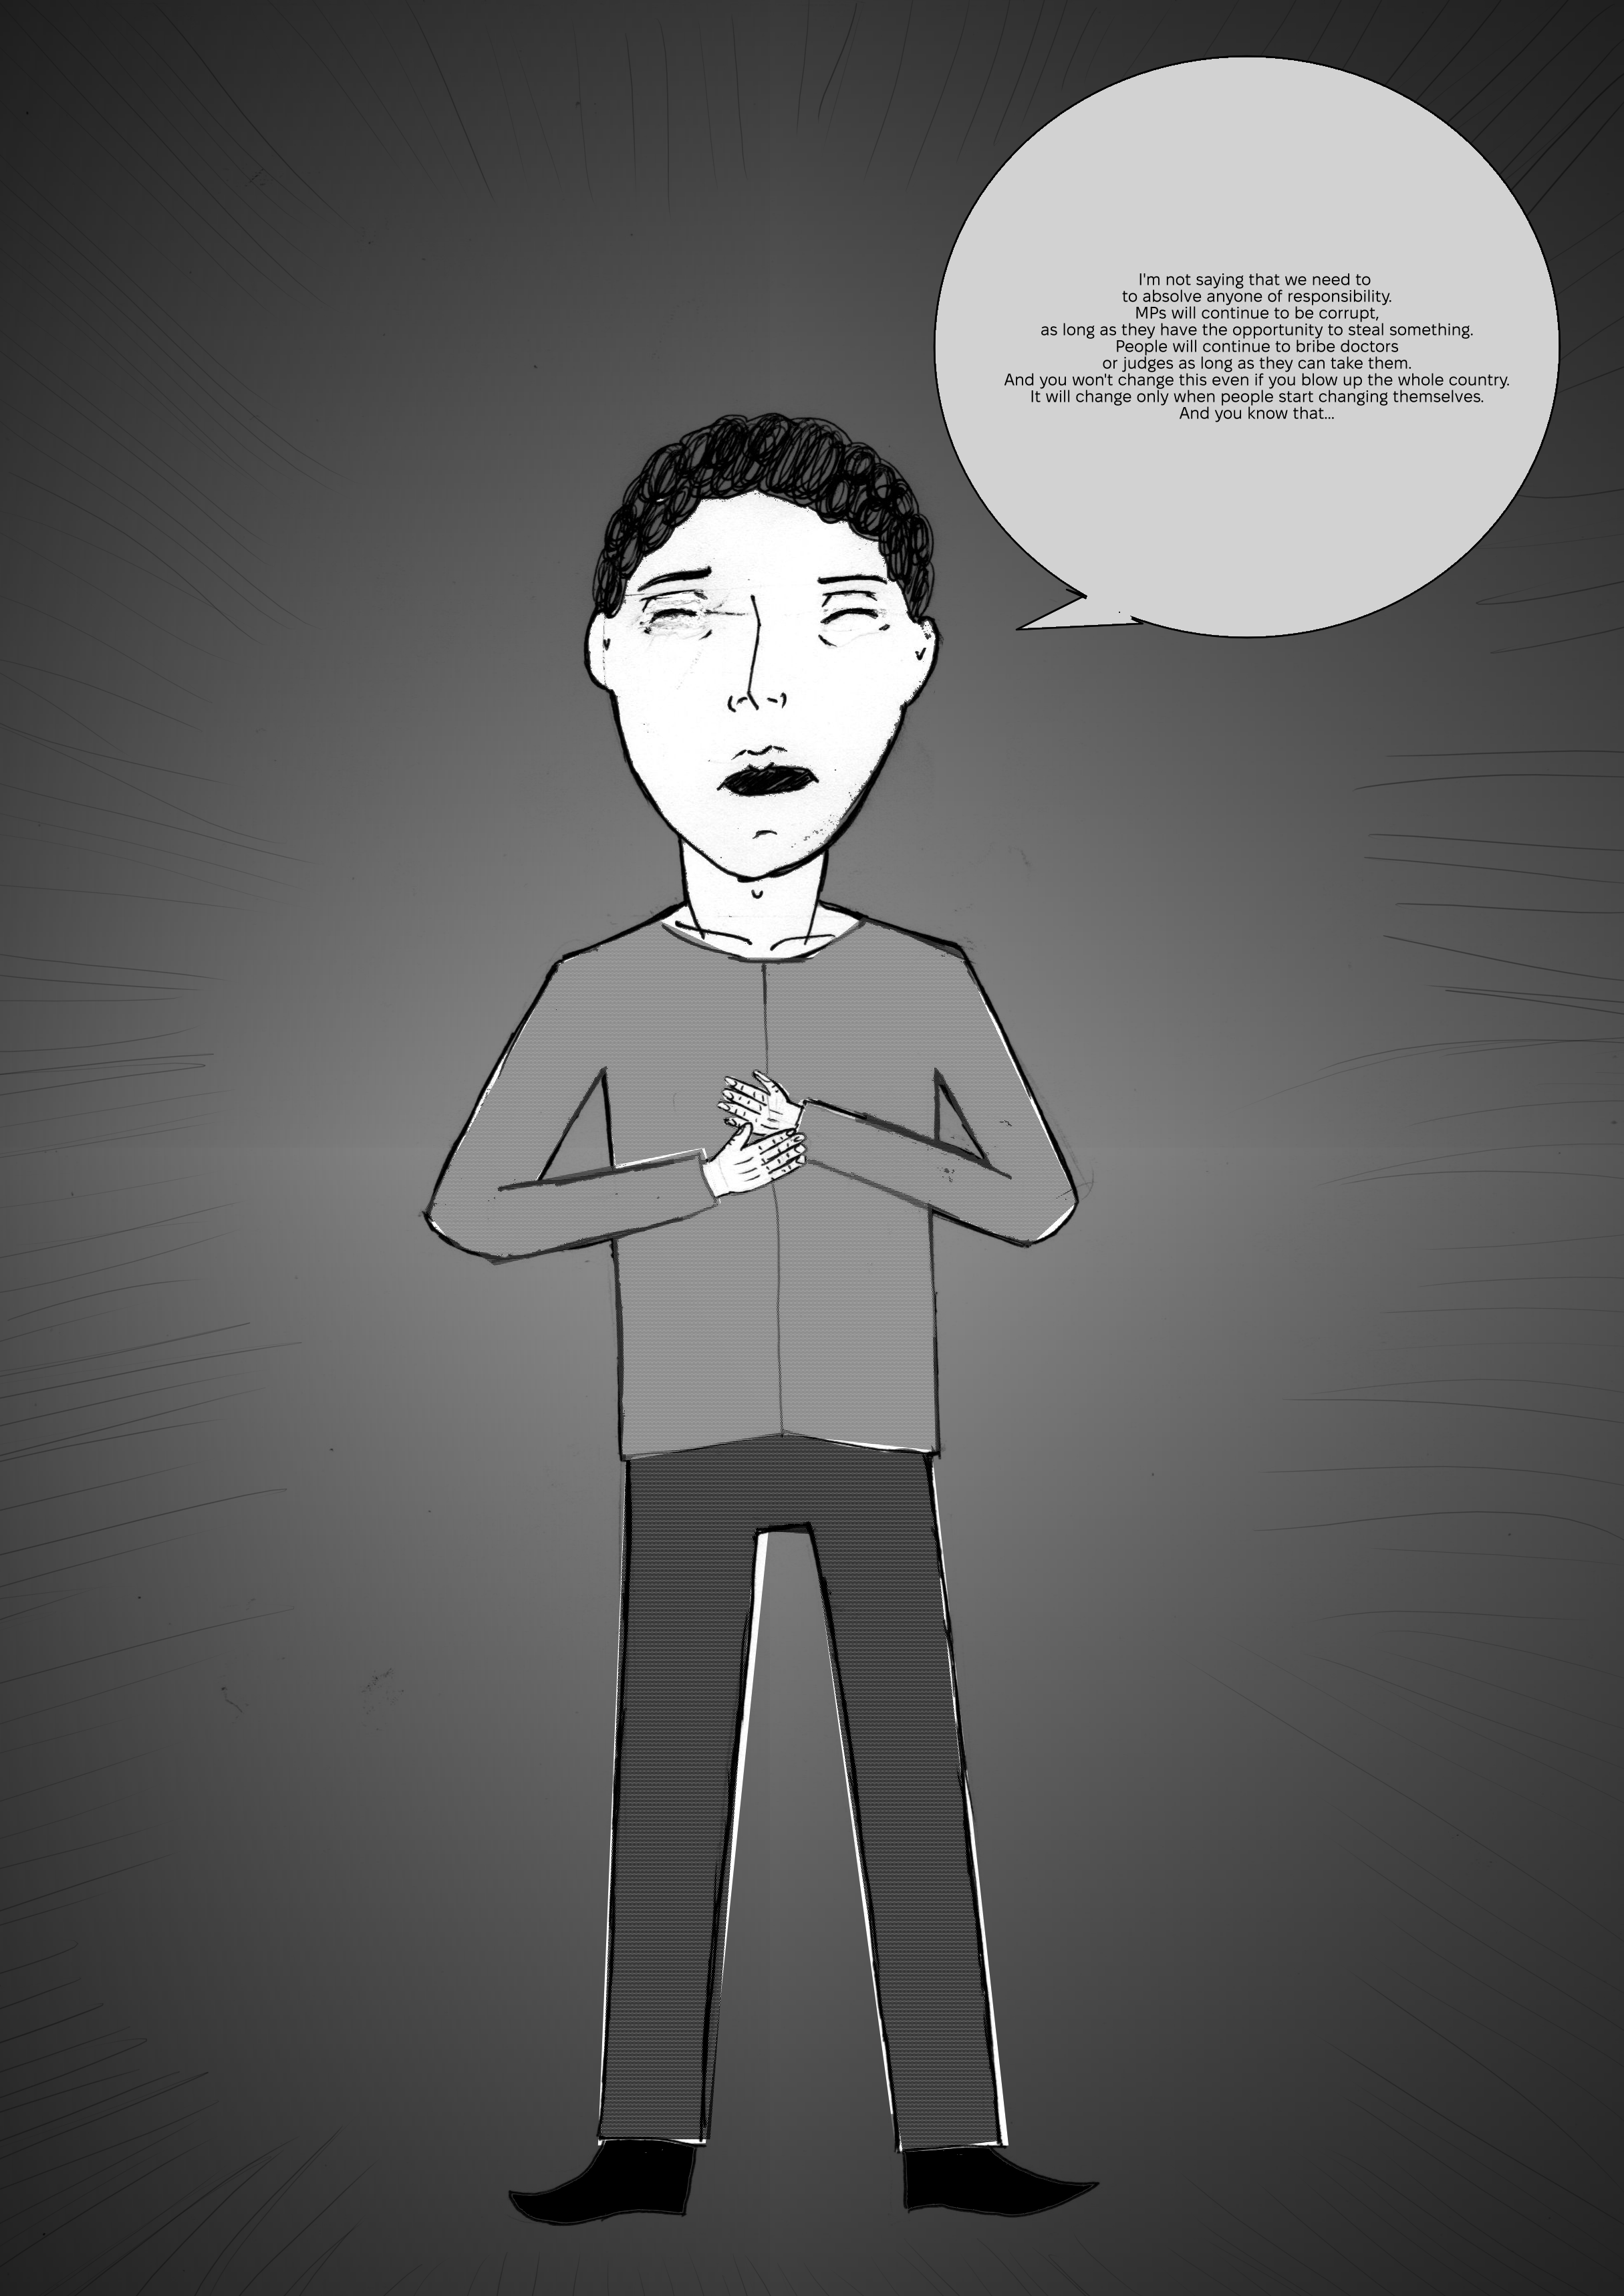 I'm not saying that we need to
to absolve anyone of responsibility.
MPs will continue to be corrupt,
as long as they have the opportunity to steal something.
People will continue to bribe doctors
or judges as long as they can take them.
And you won't change this even if you blow up the whole country.
It will change only when people start changing themselves.
And you know that...